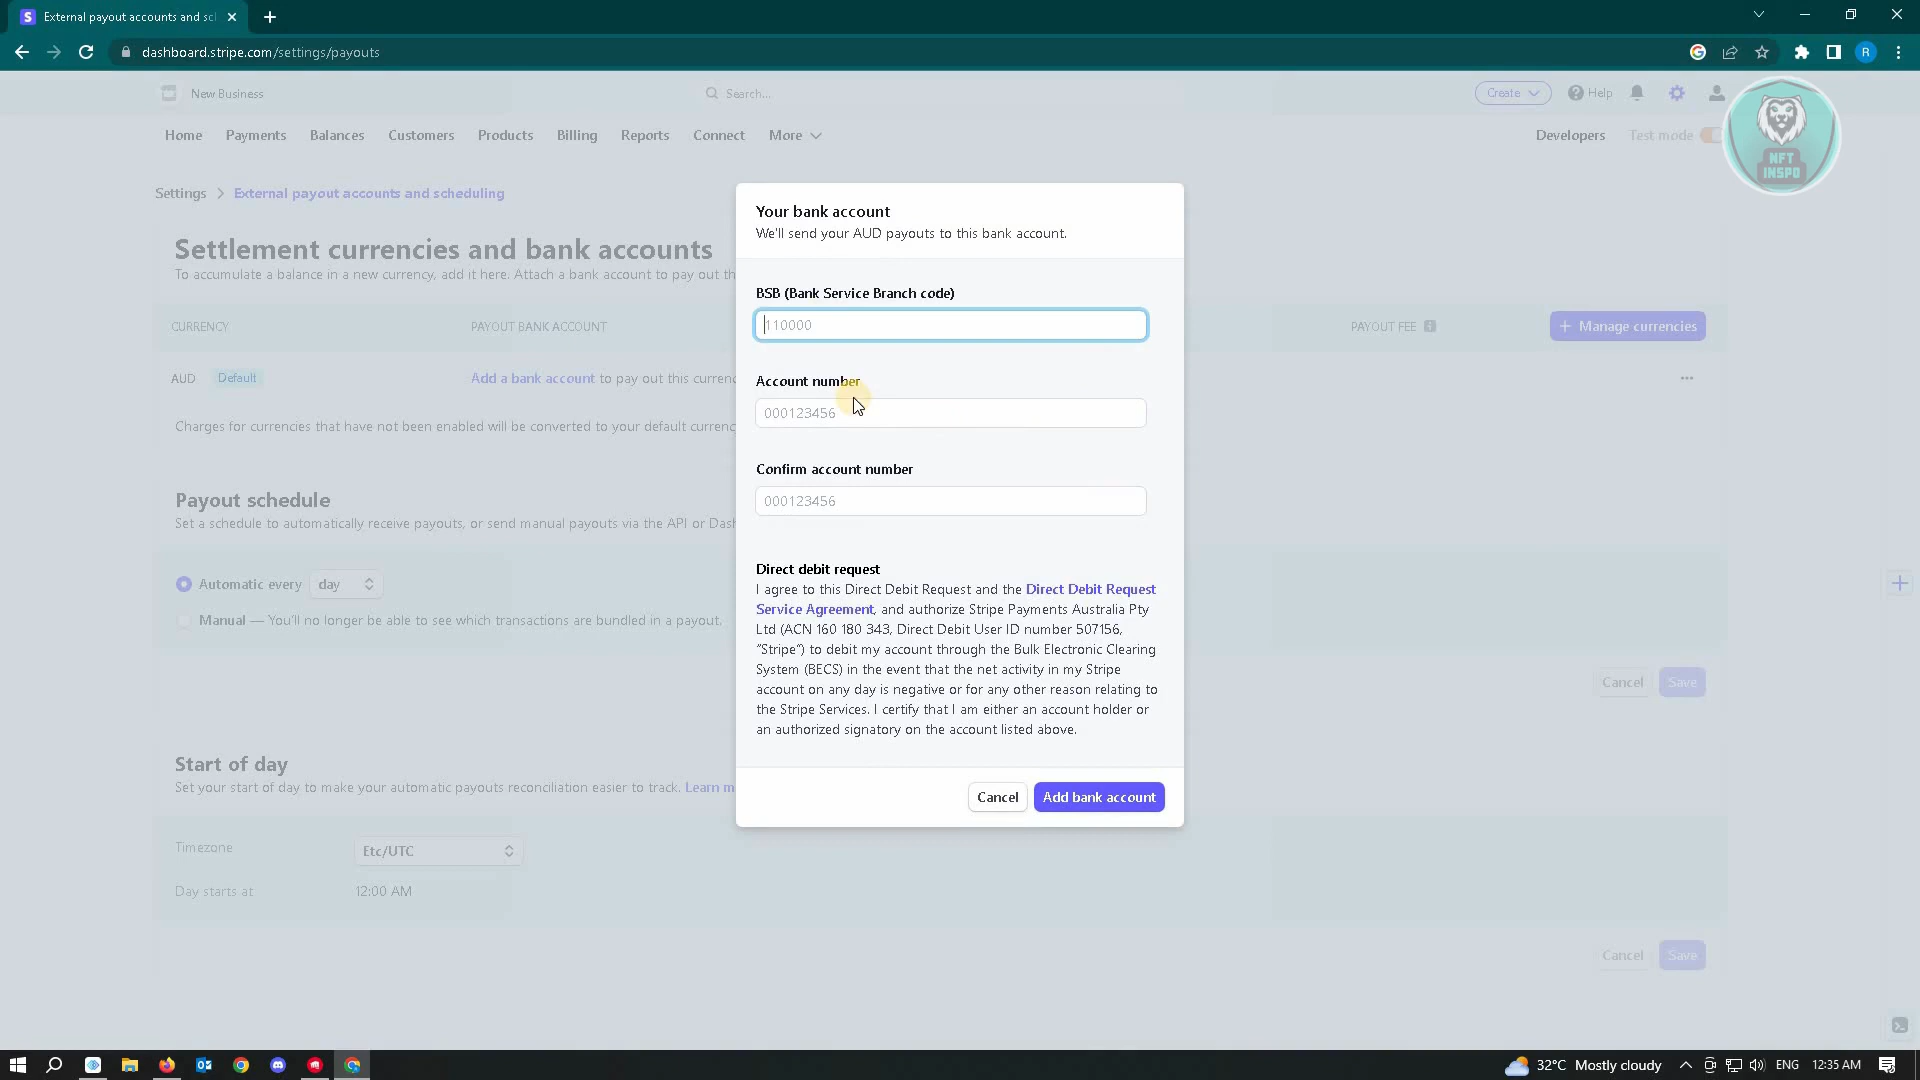 External payout accounts and scl
dashboard.stripe.com/settings/payouts
R
New Business
Search...
Create
Help
Home
Payments
Balances
Customers
Products
Billing
Reports
Connect
More
Developers
Test mode
NFT
INSPO
Settings > External payout accounts and scheduling
Settlement currencies and bank accounts
To accumulate a balance in a new currency, add it here. Attach a bank account to pay out th
CURRENCY
PAYOUT BANK ACCOUNT
PAYOUT FEE
+ Manage currencies
AUD
Default
Add a bank account to pay out this currenc
Charges for currencies that have not been enabled will be converted to your default currenc
Payout schedule
Set a schedule to automatically receive payouts, or send manual payouts via the API or Dash
Automatic every
day
Manual — You'll no longer be able to see which transactions are bundled in a payout.
Cancel
Save
Start of day
Set your start of day to make your automatic payouts reconciliation easier to track. Learn m
Timezone
Etc/UTC
Day starts at
12:00 AM
Cancel
Save
Your bank account
We'll send your AUD payouts to this bank account.
BSB (Bank Service Branch code)
110000
Account number
000123456
Confirm account number
000123456
Direct debit request
I agree to this Direct Debit Request and the Direct Debit Request
Service Agreement, and authorize Stripe Payments Australia Pty
Ltd (ACN 160 180 343, Direct Debit User ID number 507156,
"Stripe") to debit my account through the Bulk Electronic Clearing
System (BECS) in the event that the net activity in my Stripe
account on any day is negative or for any other reason relating to
the Stripe Services. I certify that I am either an account holder or
an authorized signatory on the account listed above.
Cancel
Add bank account
32°C Mostly cloudy
ENG
12:35 AM